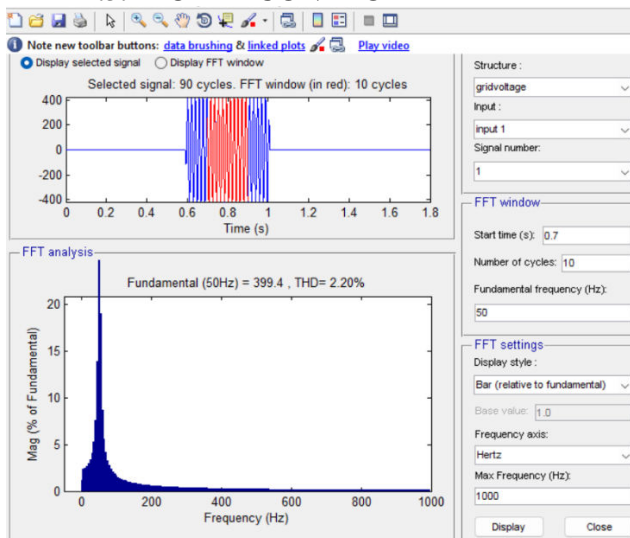 Note new toolbar buttons: data brushing & linked plots Play video
Display selected signal Display FFT window
Selected signal: 90 cycles. FFT window (in red): 10 cycles
400
200
0
-200
-400
0 0.2 0.4 0.6 0.8 1 1.2 1.4 1.6 1.8
Time (s)
FFT analysis
Fundamental (50Hz) = 399.4 , THD= 2.20%
20
15
10
5
0
Mag (% of Fundamental)
0 200 400 600 800 1000
Frequency (Hz)
Structure :
gridvoltage
Input :
input 1
Signal number:
1
FFT window
Start time (s): 0.7
Number of cycles: 10
Fundamental frequency (Hz):
50
FFT settings
Display style :
Bar (relative to fundamental)
Base value: 1.0
Frequency axis:
Hertz
Max Frequency (Hz):
1000
Display Close